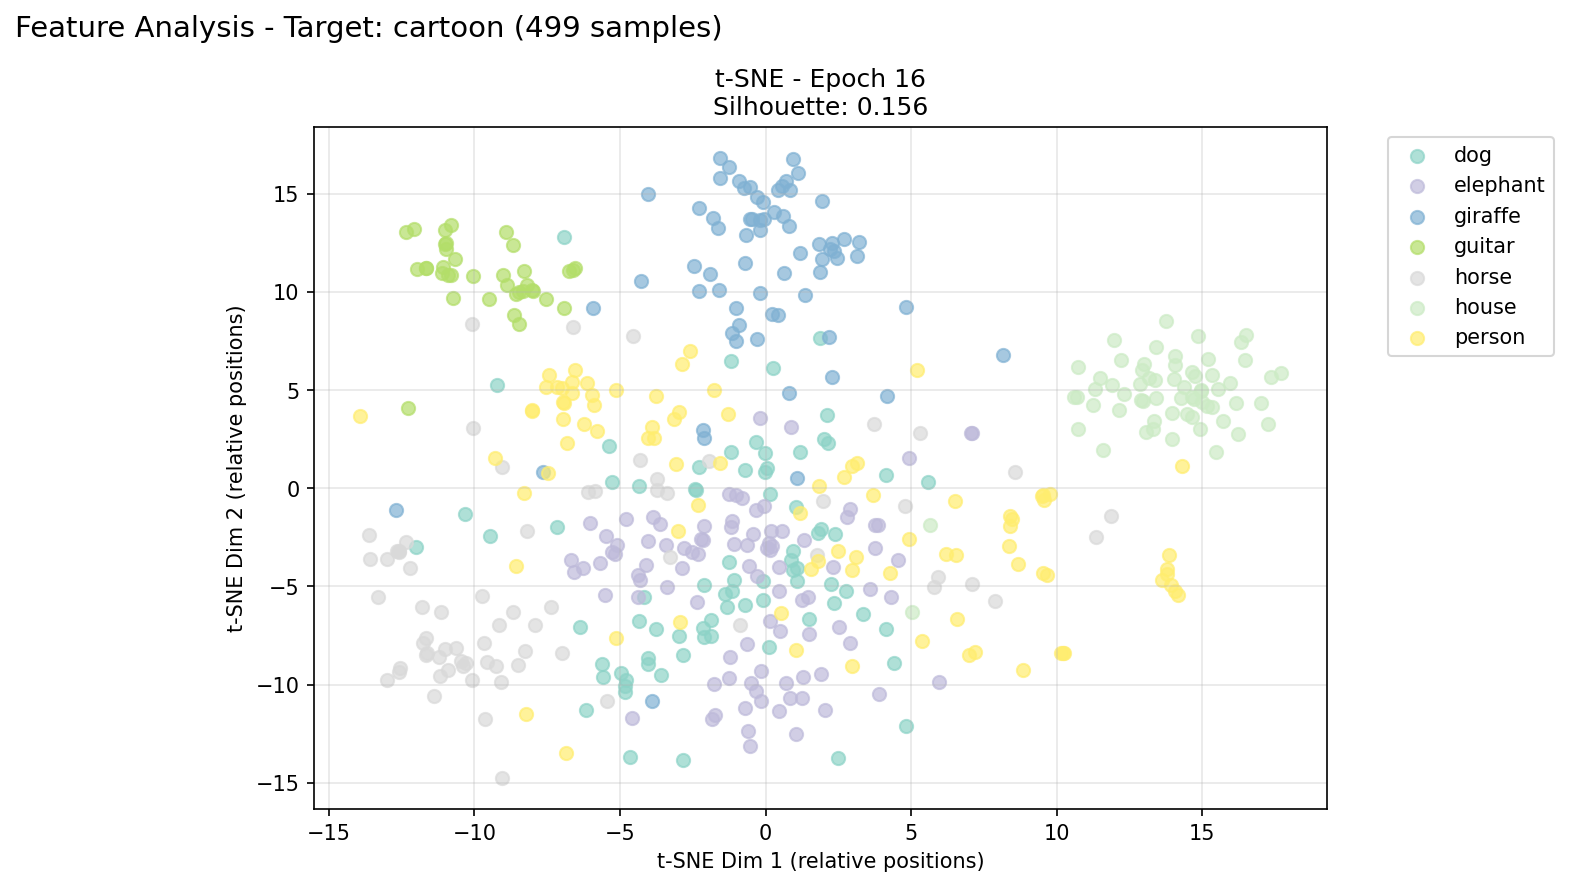 Feature Analysis - Target: cartoon (499 samples)
t-SNE - Epoch 16
Silhouette: 0.156
dog
elephant
giraffe
guitar
horse
house
person
15
10
5
0
−5
−10
−15
t-SNE Dim 2 (relative positions)
−15
−10
−5
0
5
10
15
t-SNE Dim 1 (relative positions)